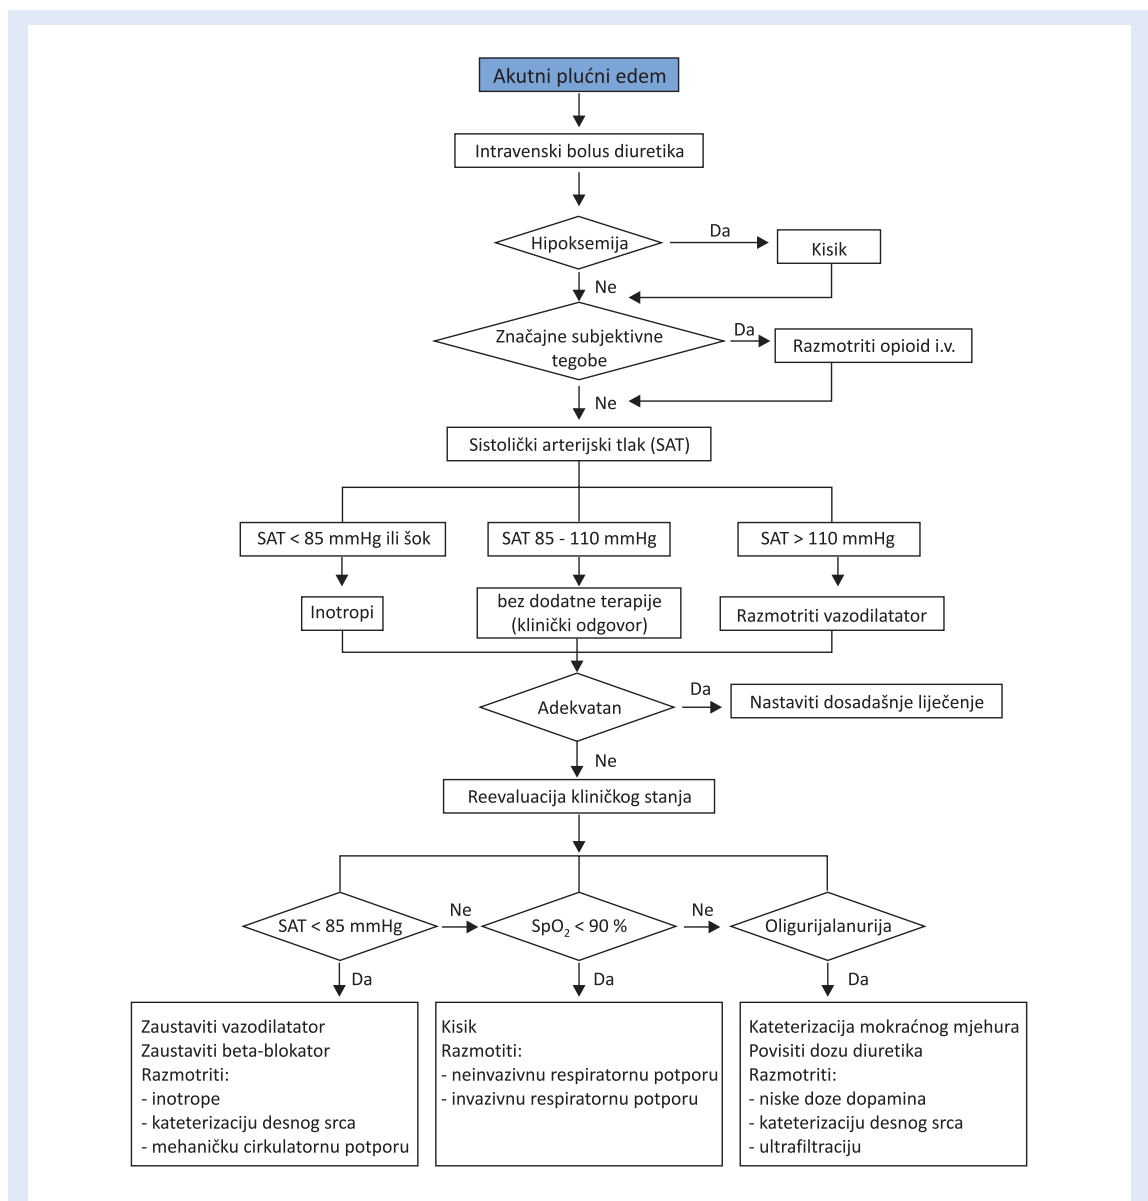 Akutni plućni edem
Intravenski bolus diuretika
Hipoksemija
Da
Kisik
Ne
Značajne subjektivne
tegobe
Da
Razmotriti opioid i.v.
Ne
Sistolički arterijski tlak (SAT)
SAT < 85 mmHg ili šok
SAT 85 - 110 mmHg
SAT > 110 mmHg
Inotropi
bez dodatne terapije
(klinički odgovor)
Razmotriti vazodilatator
Adekvatan
Da
Nastaviti dosadašnje liječenje
Ne
Reevaluacija kliničkog stanja
SAT < 85 mmHg
Ne
SpO₂ < 90 %
Ne
Oligurijalanurija
Da
Da
Da
Zaustaviti vazodilatator
Zaustaviti beta-blokator
Razmotriti:
- inotrope
- kateterizaciju desnog srca
- mehaničku cirkulatornu potporu
Kisik
Razmotiti:
- neinvazivnu respiratornu potporu
- invazivnu respiratornu potporu
Kateterizacija mokraćnog mjehura
Povisiti dozu diuretika
Razmotriti:
- niske doze dopamina
- kateterizaciju desnog srca
- ultrafiltraciju